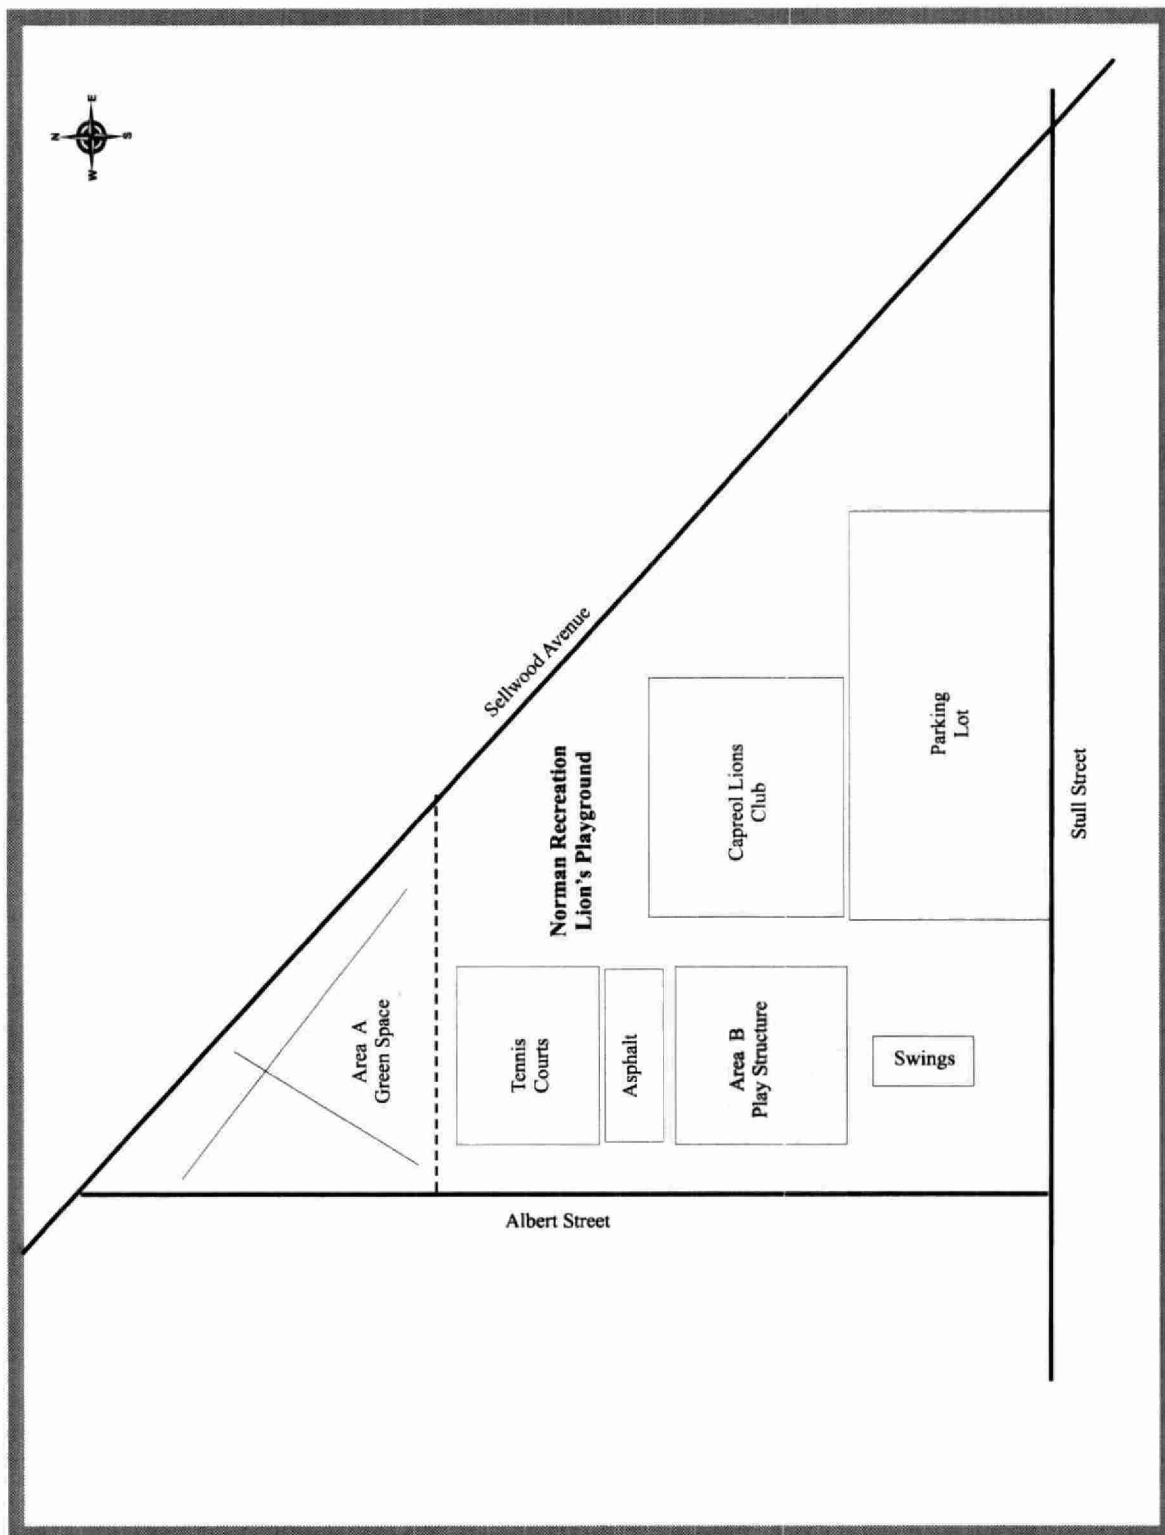 N
E
S
W
Sellwood Avenue
Norman Recreation
Lion's Playground
Area A
Green Space
Tennis
Courts
Asphalt
Area B
Play Structure
Swings
Capreol Lions
Club
Parking
Lot
Albert Street
Stull Street